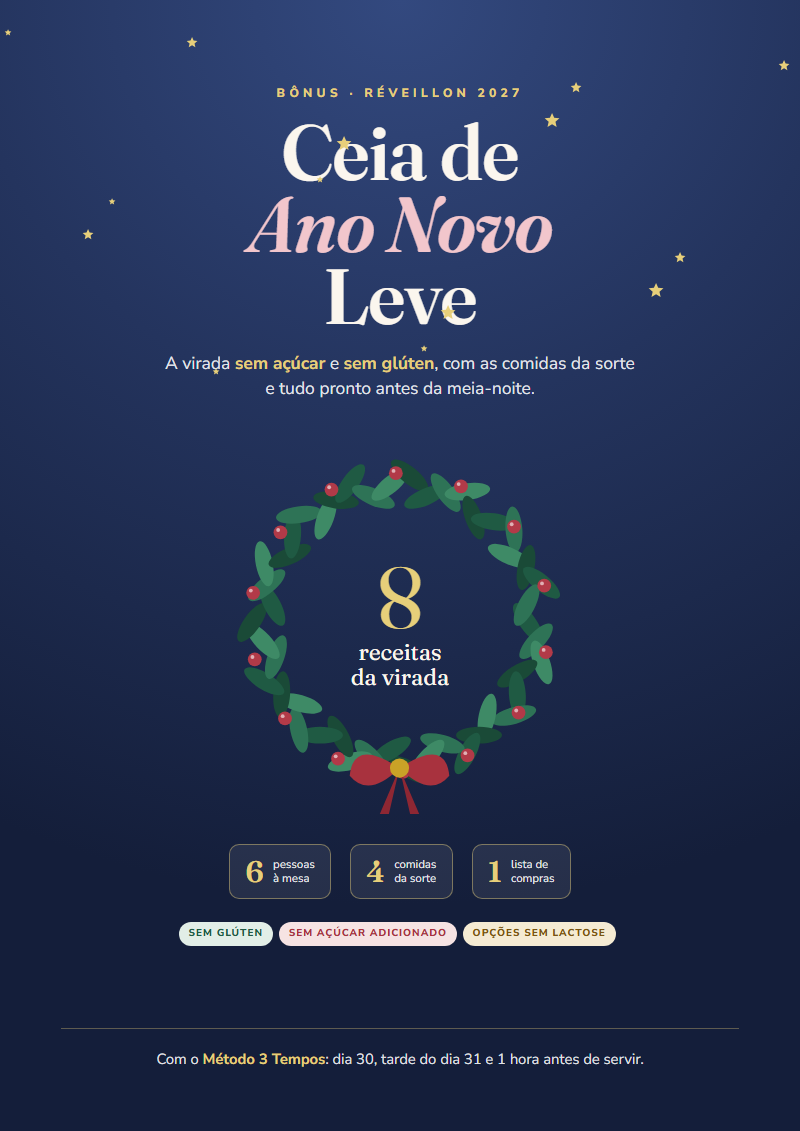 BÔNUS · RÉVEILLON 2027
Ceia de
Ano Novo
Leve
A virada sem açúcar e sem glúten, com as comidas da sorte
e tudo pronto antes da meia-noite.
8
receitas
da virada
6 pessoas
à mesa
4 comidas
da sorte
1 lista de
compras
SEM GLÚTEN
SEM AÇÚCAR ADICIONADO
OPÇÕES SEM LACTOSE
Com o Método 3 Tempos: dia 30, tarde do dia 31 e 1 hora antes de servir.